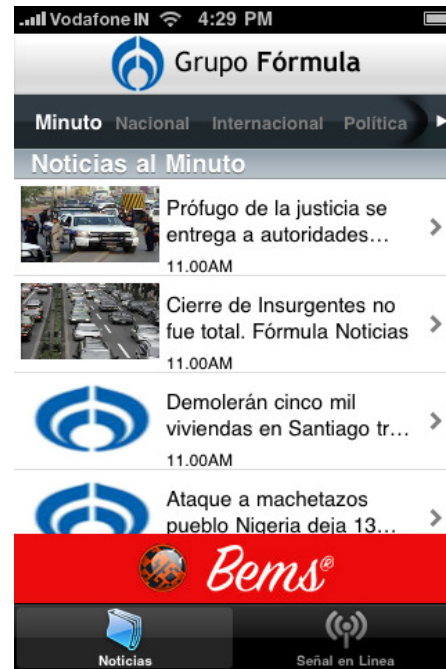 Vodafone IN 4:29 PM
Grupo Fórmula
Minuto Nacional Internacional Política
Noticias al Minuto
Prófugo de la justicia se
entrega a autoridades...
11.00AM
Cierre de Insurgentes no
fue total. Fórmula Noticias
11.00AM
Demolerán cinco mil
viviendas en Santiago tr...
11.00AM
Ataque a machetazos
pueblo Nigeria deja 13...
Bems®
Noticias Señal en Linea